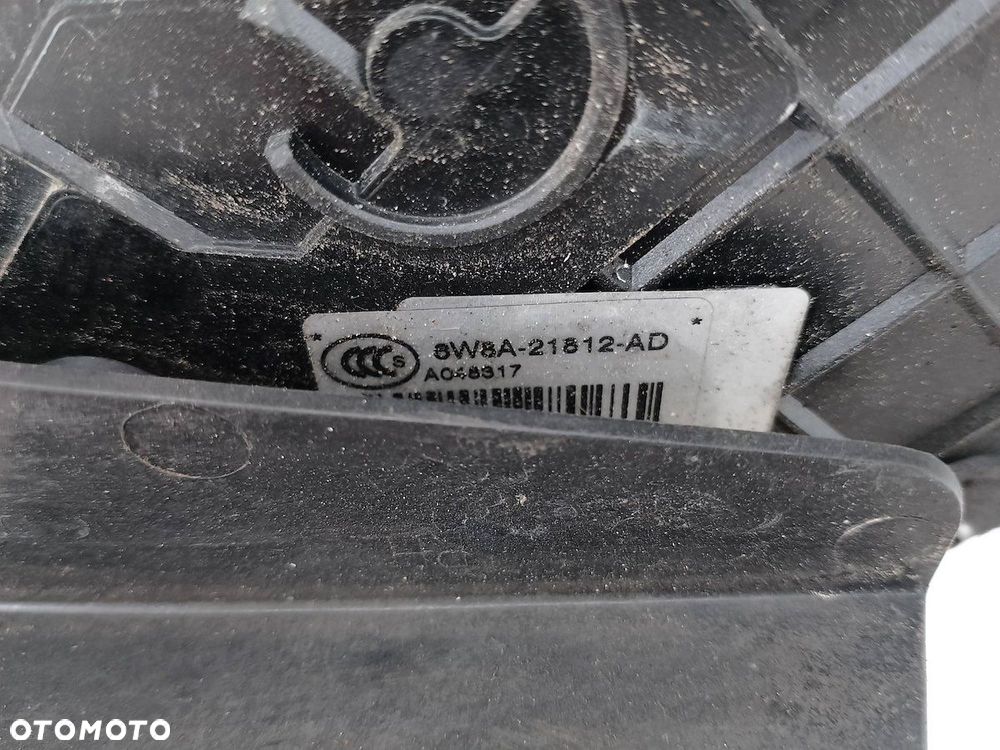 * *
CCC S 8W8A-21812-AD
A048317
OTOMOTO